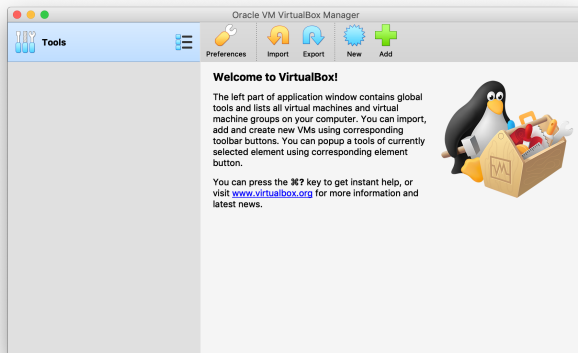 Oracle VM VirtualBox Manager
Tools
Preferences Import Export New Add
Welcome to VirtualBox!
The left part of application window contains global
tools and lists all virtual machines and virtual
machine groups on your computer. You can import,
add and create new VMs using corresponding
toolbar buttons. You can popup a tools of currently
selected element using corresponding element
button.
You can press the ⌘? key to get instant help, or
visit www.virtualbox.org for more information and
latest news.